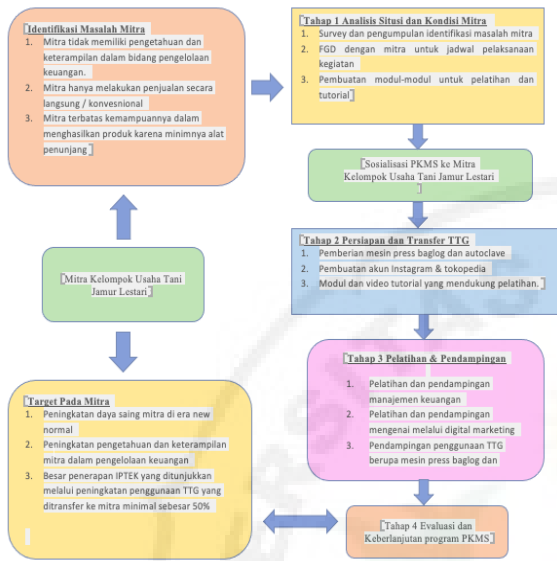 Identifikasi Masalah Mitra
1. Mitra tidak memiliki pengetahuan dan
keterampilan dalam bidang pengelolaan
keuangan.
2. Mitra hanya melakukan penjualan secara
langsung / konvesnional
3. Mitra terbatas kemampuannya dalam
menghasilkan produk karena minimnya alat
penunjang
Tahap 1 Analisis Situsi dan Kondisi Mitra
1. Survey dan pengumpulan identifikasi masalah mitra
2. FGD dengan mitra untuk jadwal pelaksanaan
kegiatan
3. Pembuatan modul-modul untuk pelatihan dan
tutorial
Sosialisasi PKMS ke Mitra
Kelompok Usaha Tani Jamur Lestari
Mitra Kelompok Usaha Tani
Jamur Lestari
Tahap 2 Persiapan dan Transfer TTG
1. Pemberian mesin press baglog dan autoclave
2. Pembuatan akun Instagram & tokopedia
3. Modul dan video tutorial yang mendukung pelatihan.
Tahap 3 Pelatihan & Pendampingan
1. Pelatihan dan pendampingan
manajemen keuangan
2. Pelatihan dan pendampingan
mengenai melalui digital marketing
3. Pendampingan penggunaan TTG
berupa mesin press baglog dan
Target Pada Mitra
1. Peningkatan daya saing mitra di era new
normal
2. Peningkatan pengetahuan dan keterampilan
mitra dalam pengelolaan keuangan
3. Besar penerapan IPTEK yang ditunjukkan
melalui peningkatan penggunaan TTG yang
ditransfer ke mitra minimal sebesar 50%
Tahap 4 Evaluasi dan
Keberlanjutan program PKMS